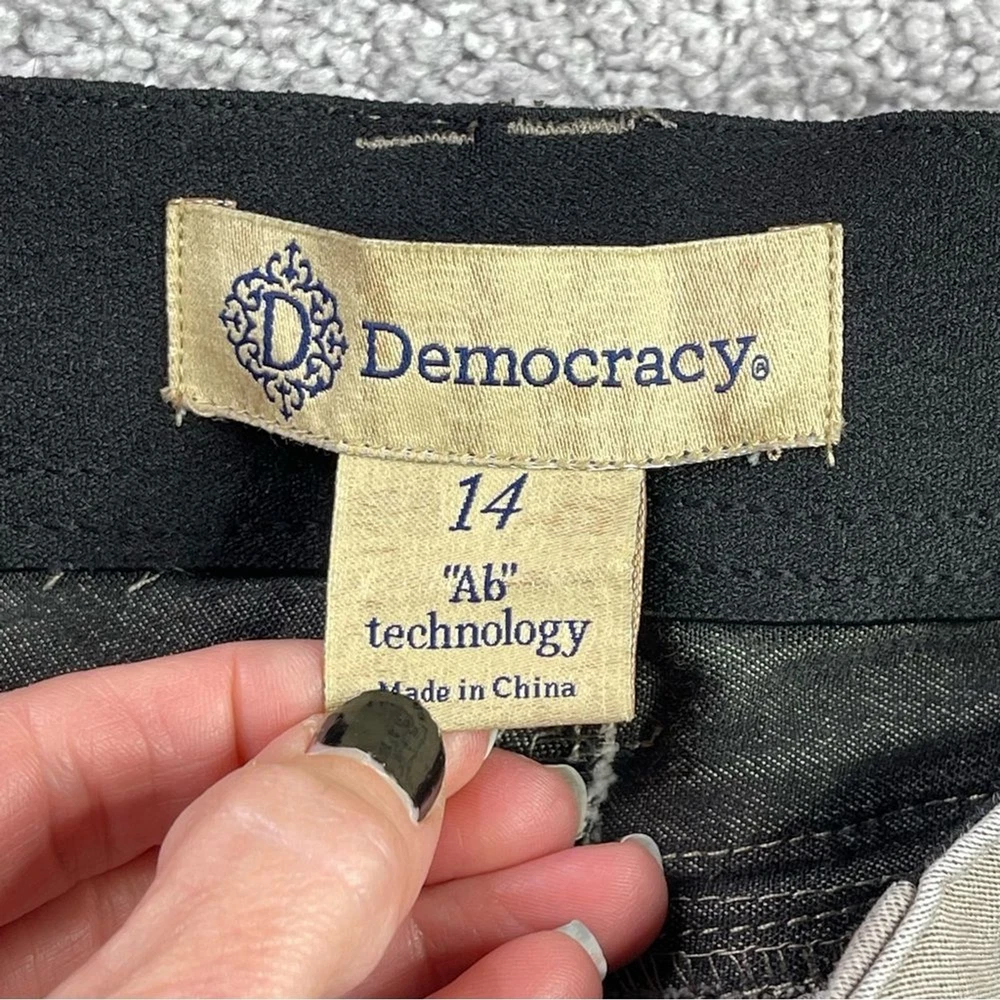 D Democracy®
14
"Ab"
technology
Made in China